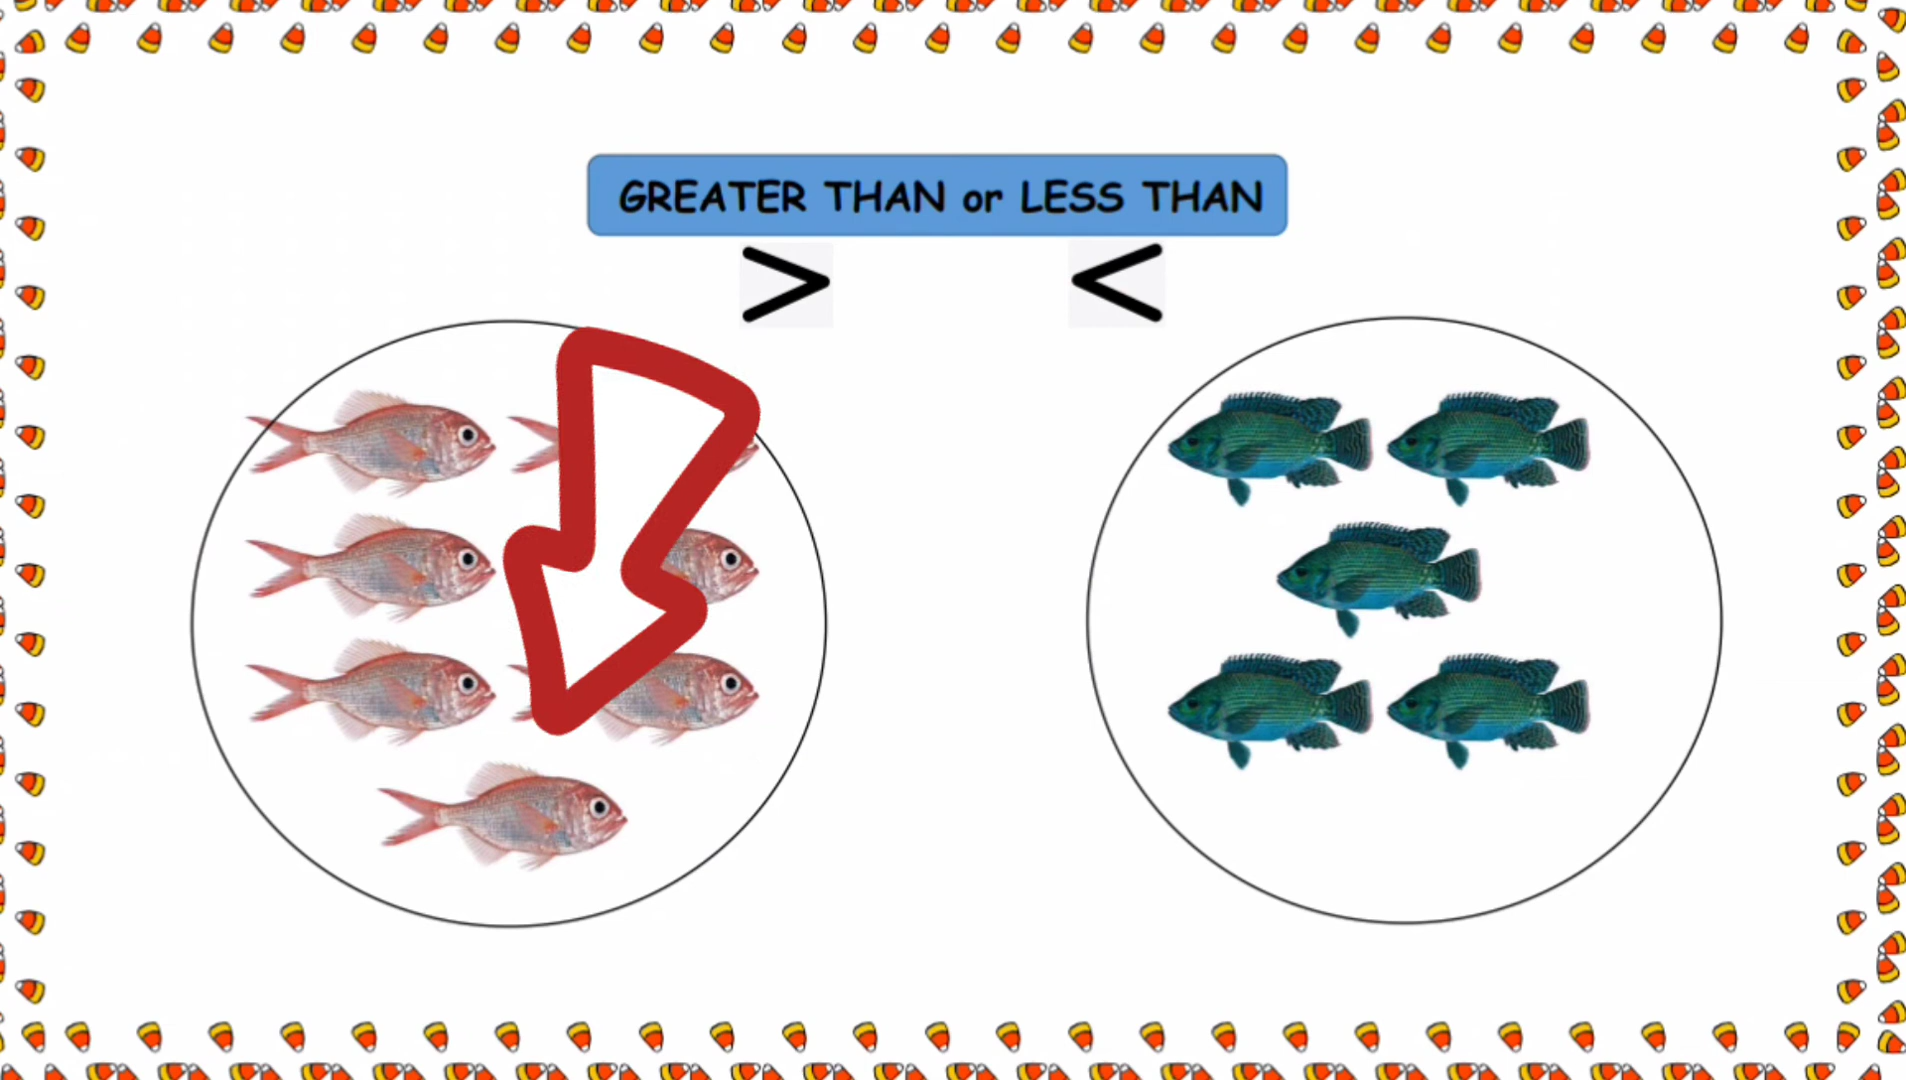 GREATER THAN or LESS THAN
> <